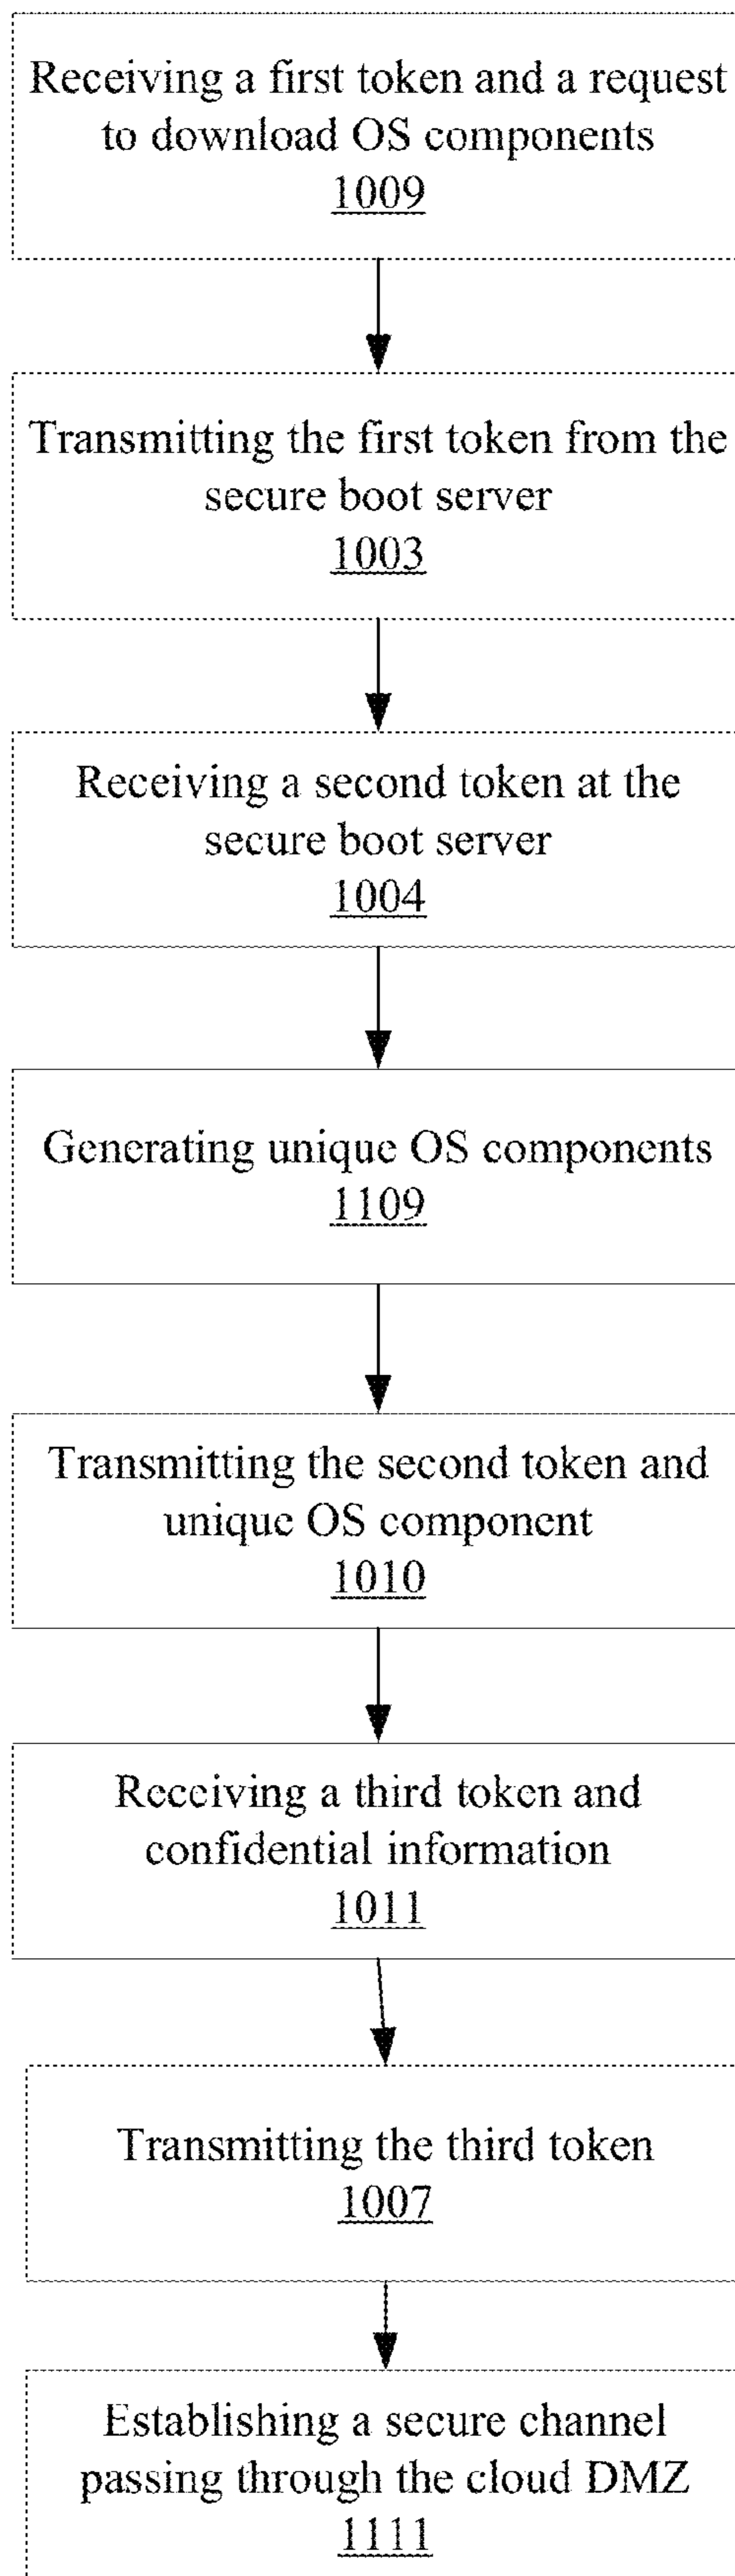 Receiving a first token and a request
to download OS components
1009
Transmitting the first token from the
secure boot server
1003
Receiving a second token at the
secure boot server
1004
Generating unique OS components
1109
Transmitting the second token and
unique OS component
1010
Receiving a third token and
confidential information
1011
Transmitting the third token
1007
Establishing a secure channel
passing through the cloud DMZ
1111